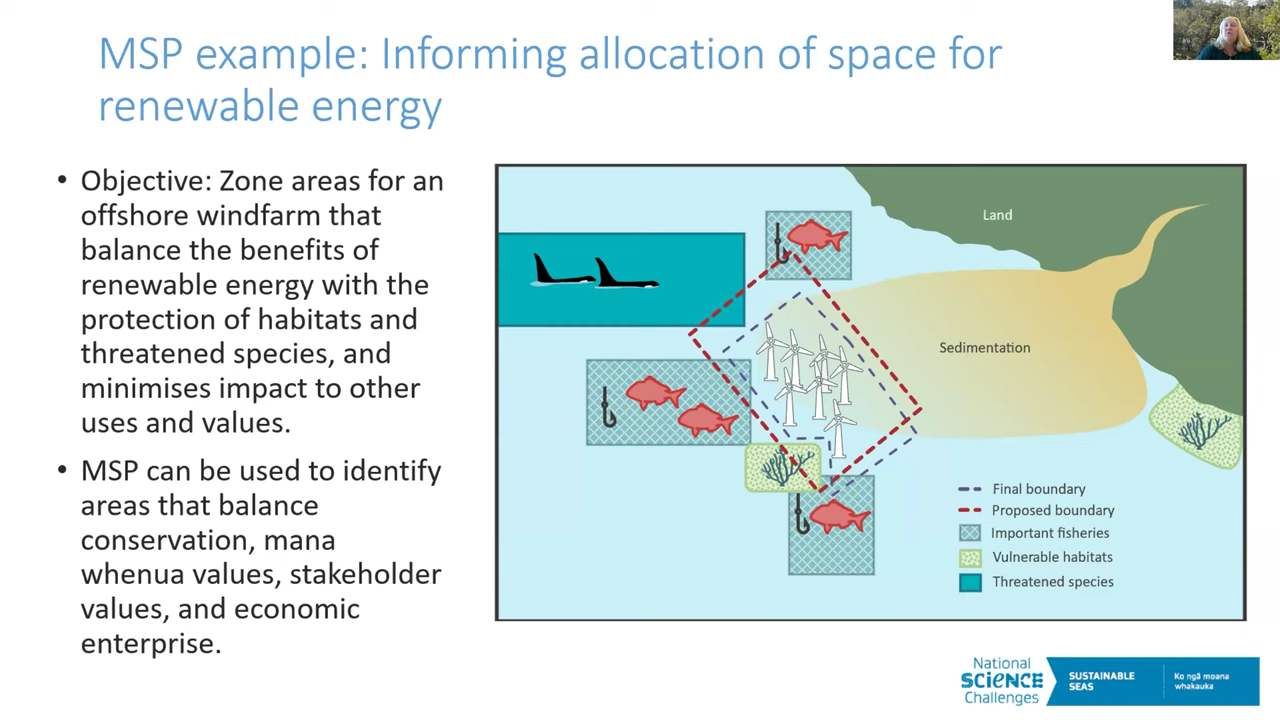 MSP example: Informing allocation of space for
renewable energy
• Objective: Zone areas for an
offshore windfarm that
balance the benefits of
renewable energy with the
protection of habitats and
threatened species, and
minimises impact to other
uses and values.
• MSP can be used to identify
areas that balance
conservation, mana
whenua values, stakeholder
values, and economic
enterprise.
Land
Sedimentation
Final boundary
Proposed boundary
Important fisheries
Vulnerable habitats
Threatened species
National
SCIENCE
Challenges
SUSTAINABLE
SEAS
Ko ngā moana
whakauka